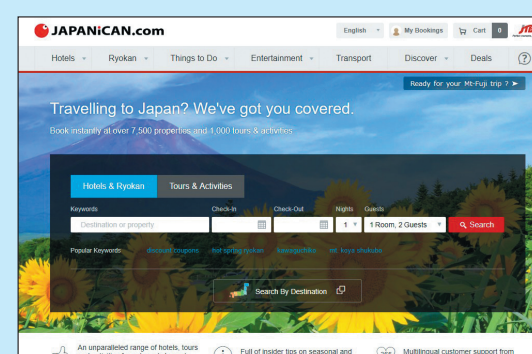 JAPANiCAN.com
English My Bookings Cart 0 JTB
Hotels Ryokan Things to Do Entertainment Transport Discover Deals ?
Ready for your Mt-Fuji trip ? ➤
Travelling to Japan? We've got you covered.
Book instantly at over 7,500 properties and 1,000 tours & activities
Hotels & Ryokan Tours & Activities
Keywords Check-In Check-Out Nights Guests
Destination or property 1 1 Room, 2 Guests Search
Popular Keywords: discount coupons hot spring ryokan kawaguchiko mt. koya shukubo
Search By Destination
An unparalleled range of hotels, tours
Full of insider tips on seasonal and
Multilingual customer support from